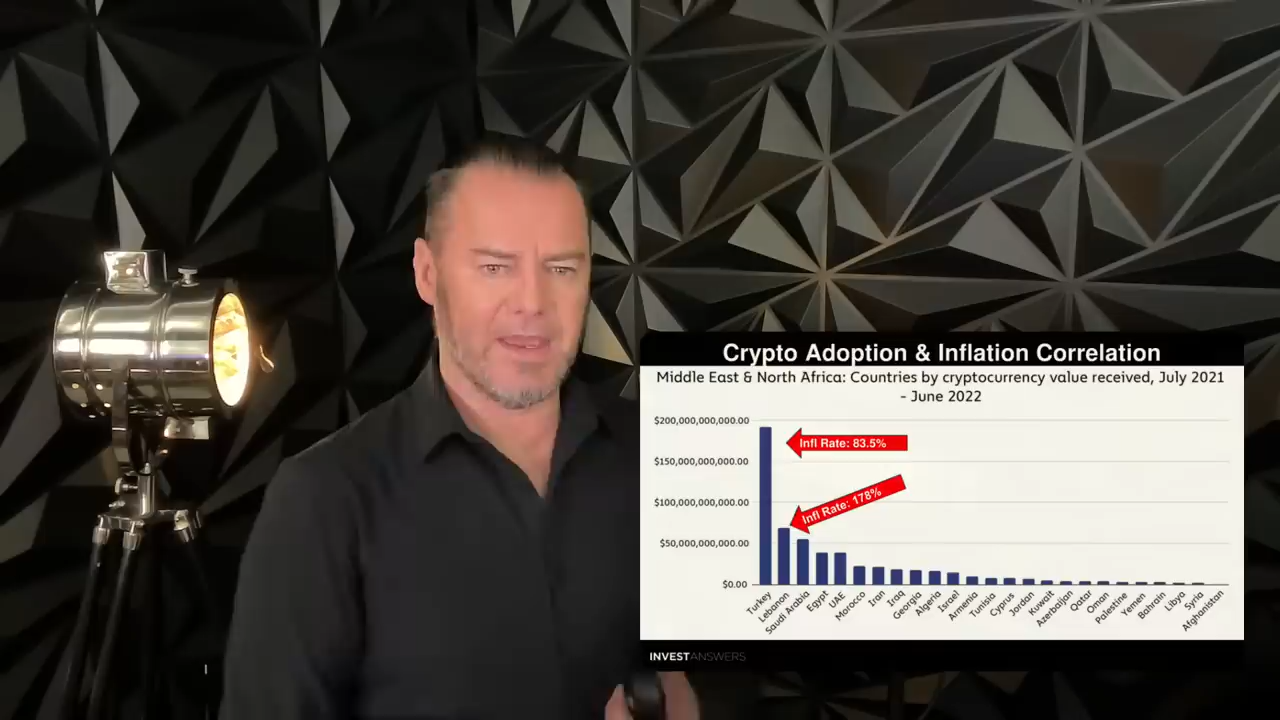 Crypto Adoption & Inflation Correlation
Middle East & North Africa: Countries by cryptocurrency value received, July 2021
- June 2022
$200,000,000,000.00
$150,000,000,000.00
$100,000,000,000.00
$50,000,000,000.00
$0.00
Infl Rate: 83.5%
Infl Rate: 178%
Turkey
Lebanon
Saudi Arabia
Egypt
UAE
Morocco
Iran
Iraq
Georgia
Algeria
Israel
Armenia
Tunisia
Cyprus
Jordan
Kuwait
Azerbaijan
Qatar
Oman
Palestine
Yemen
Bahrain
Libya
Syria
Afghanistan
INVESTANSWERS